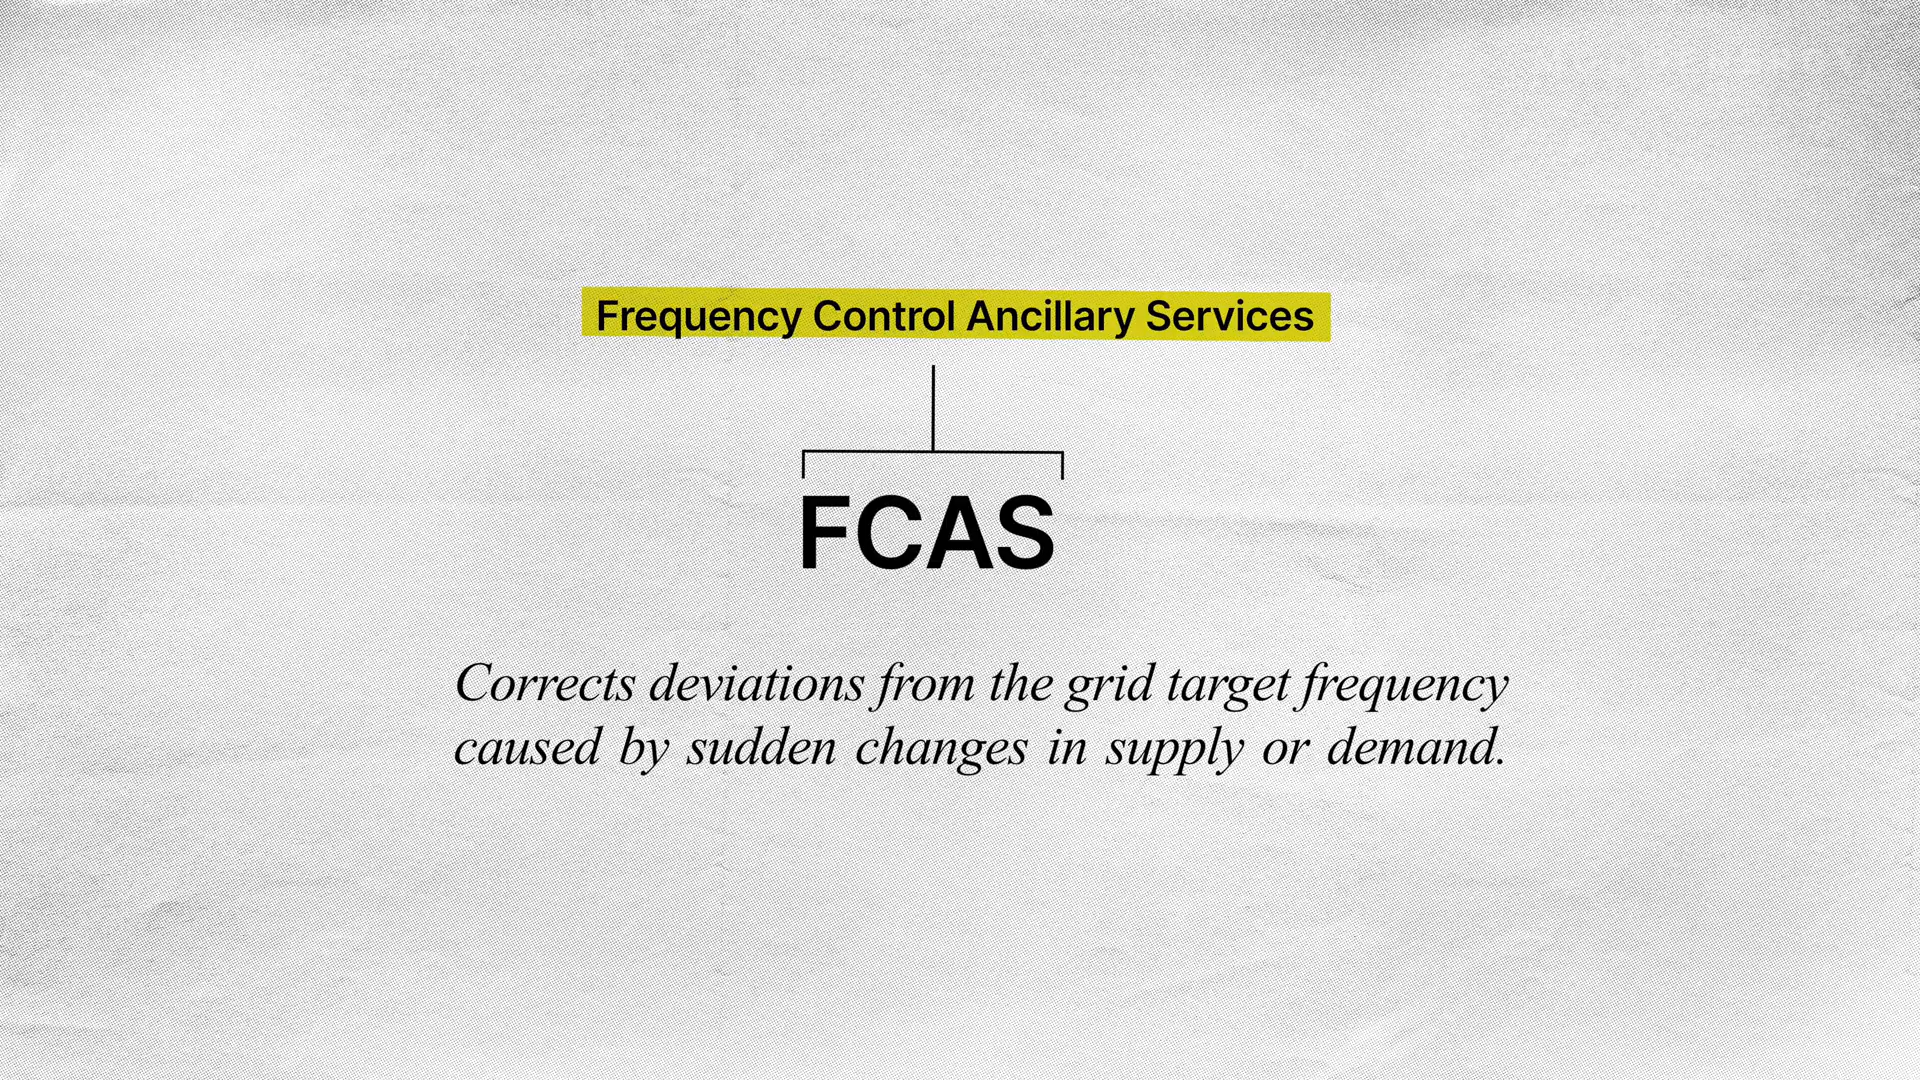 Frequency Control Ancillary Services
FCAS
Corrects deviations from the grid target frequency
caused by sudden changes in supply or demand.